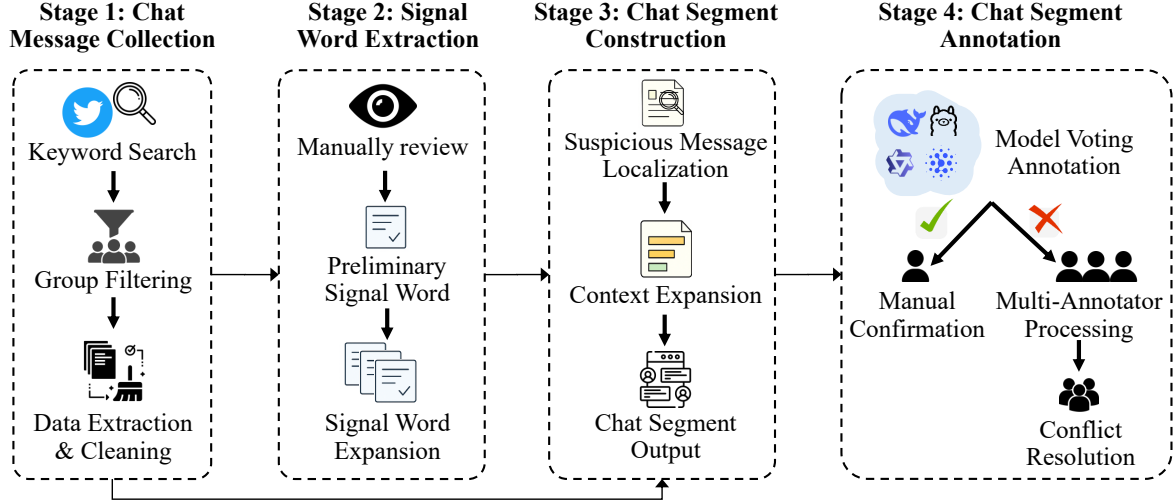 Stage 1: Chat
Message Collection
Keyword Search
Group Filtering
Data Extraction
& Cleaning
Stage 2: Signal
Word Extraction
Manually review
Preliminary
Signal Word
Signal Word
Expansion
Stage 3: Chat Segment
Construction
Suspicious Message
Localization
Context Expansion
Chat Segment
Output
Stage 4: Chat Segment
Annotation
Model Voting
Annotation
Manual
Confirmation
Multi-Annotator
Processing
Conflict
Resolution